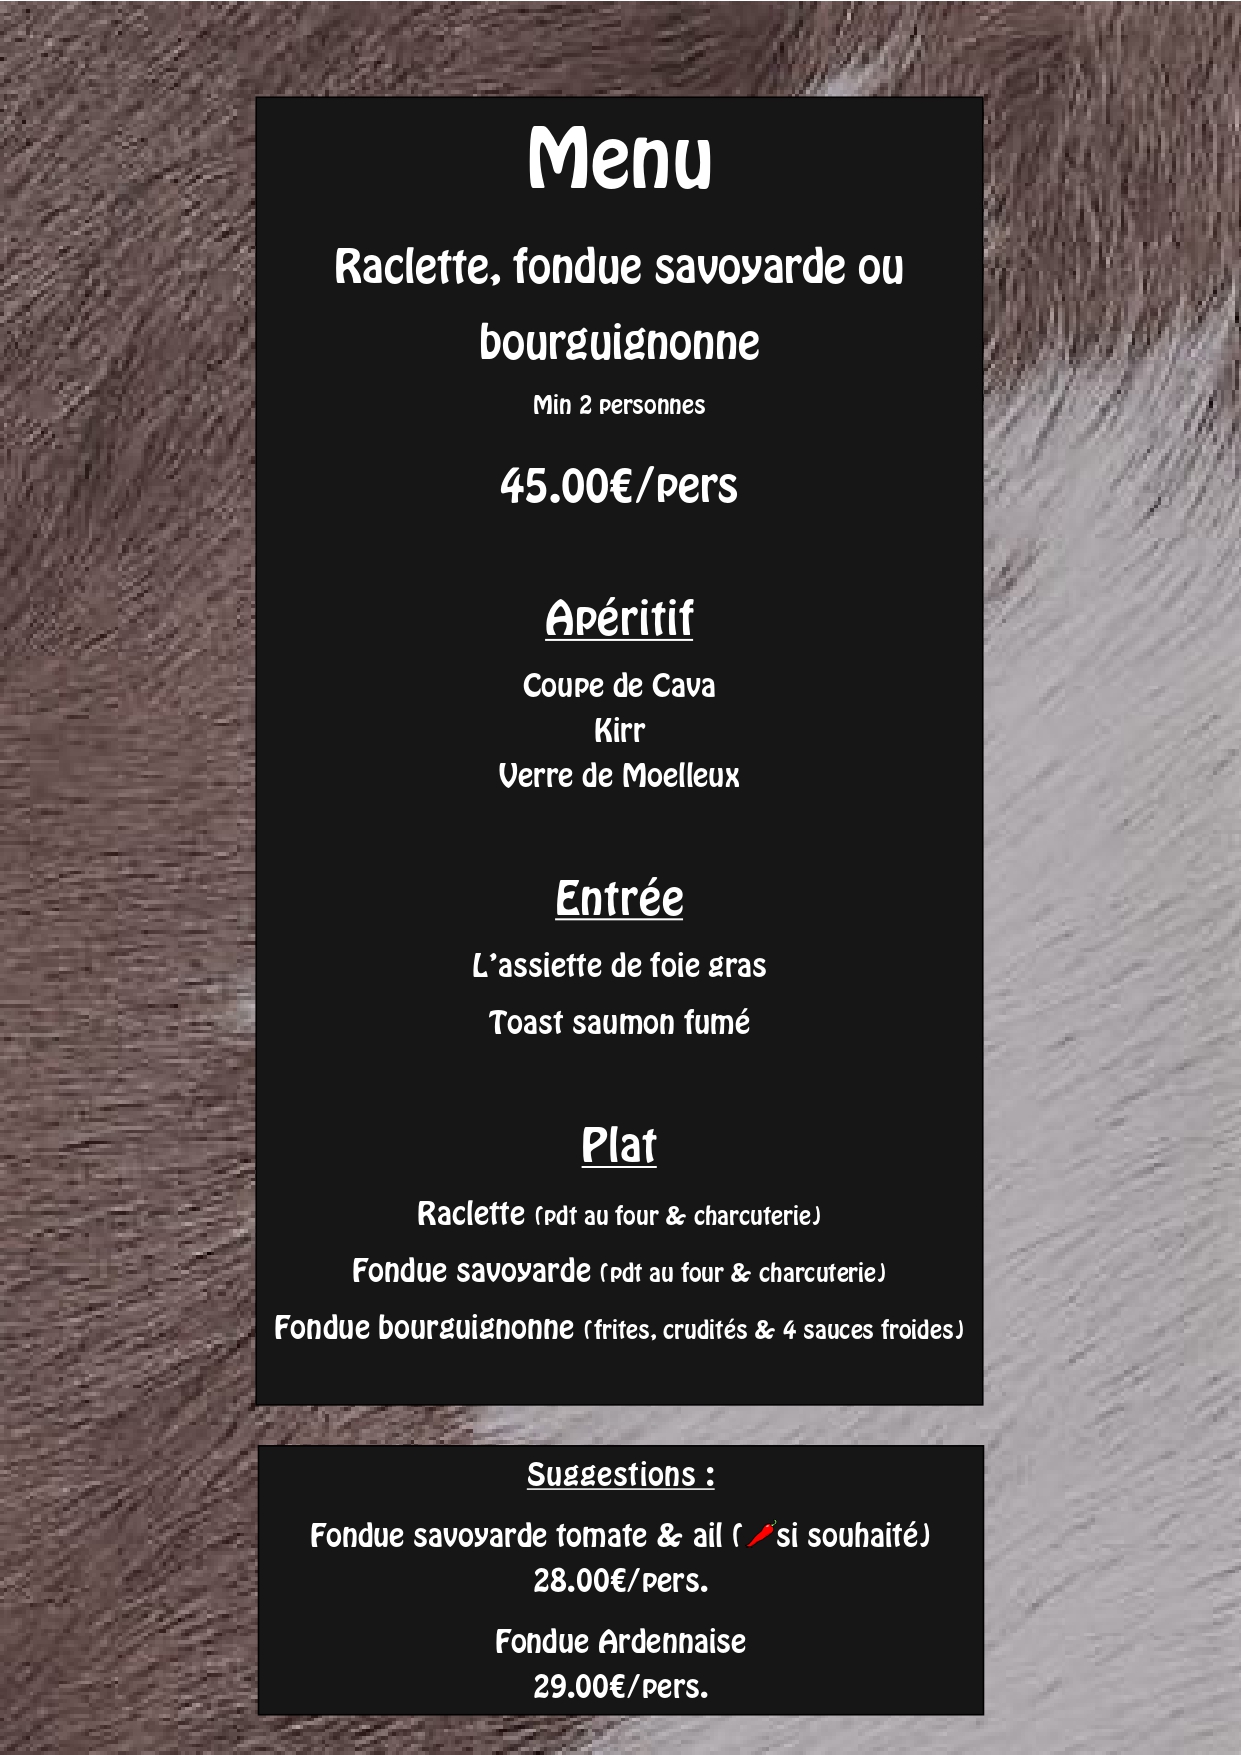 Menu
Raclette, fondue savoyarde ou
bourguignonne
Min 2 personnes
45.00€/pers
Apéritif
Coupe de Cava
Kirr
Verre de Moelleux
Entrée
L’assiette de foie gras
Toast saumon fumé
Plat
Raclette (pdt au four & charcuterie)
Fondue savoyarde (pdt au four & charcuterie)
Fondue bourguignonne (frites, crudités & 4 sauces froides)
Suggestions :
Fondue savoyarde tomate & ail (🌶si souhaité)
28.00€/pers.
Fondue Ardennaise
29.00€/pers.